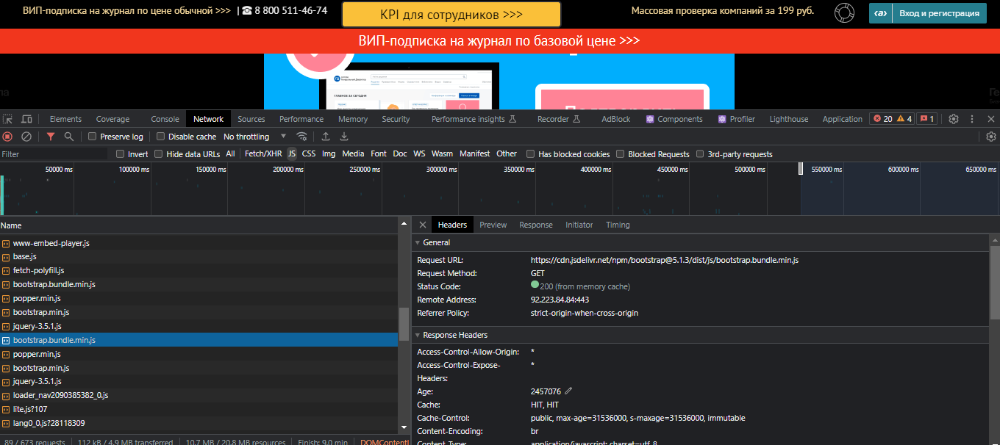 ВИП-подписка на журнал по цене обычной >>> | ☎ 8 800 511-46-74 KPI для сотрудников >>> Массовая проверка компаний за 199 руб. Вход и регистрация
ВИП-подписка на журнал по базовой цене >>>
ГЛАВНОЕ ЗА СЕГОДНЯ
Elements Coverage Console Network Sources Performance Memory Security Performance insights Recorder AdBlock Components Profiler Lighthouse Application 20 4 1
Preserve log Disable cache No throttling
Filter Invert Hide data URLs All Fetch/XHR JS CSS Img Media Font Doc WS Wasm Manifest Other Has blocked cookies Blocked Requests 3rd-party requests
50000 ms 100000 ms 150000 ms 200000 ms 250000 ms 300000 ms 350000 ms 400000 ms 450000 ms 500000 ms 550000 ms 600000 ms 650000 ms
Name
www-embed-player.js
base.js
fetch-polyfill.js
bootstrap.bundle.min.js
popper.min.js
bootstrap.min.js
jquery-3.5.1.js
bootstrap.bundle.min.js
popper.min.js
bootstrap.min.js
jquery-3.5.1.js
loader_nav2090385382_0.js
lite.js?107
lang0_0.js?28118309
89 / 673 requests 112 kB / 4.9 MB transferred 10.7 MB / 20.8 MB resources Finish: 9.0 min DOMContentL
Headers Preview Response Initiator Timing
General
Request URL: https://cdn.jsdelivr.net/npm/bootstrap@5.1.3/dist/js/bootstrap.bundle.min.js
Request Method: GET
Status Code: 200 (from memory cache)
Remote Address: 92.223.84.84:443
Referrer Policy: strict-origin-when-cross-origin
Response Headers
Access-Control-Allow-Origin: *
Access-Control-Expose- *
Headers:
Age: 2457076
Cache: HIT, HIT
Cache-Control: public, max-age=31536000, s-maxage=31536000, immutable
Content-Encoding: br
Content-Type: application/javascript; charset=utf-8